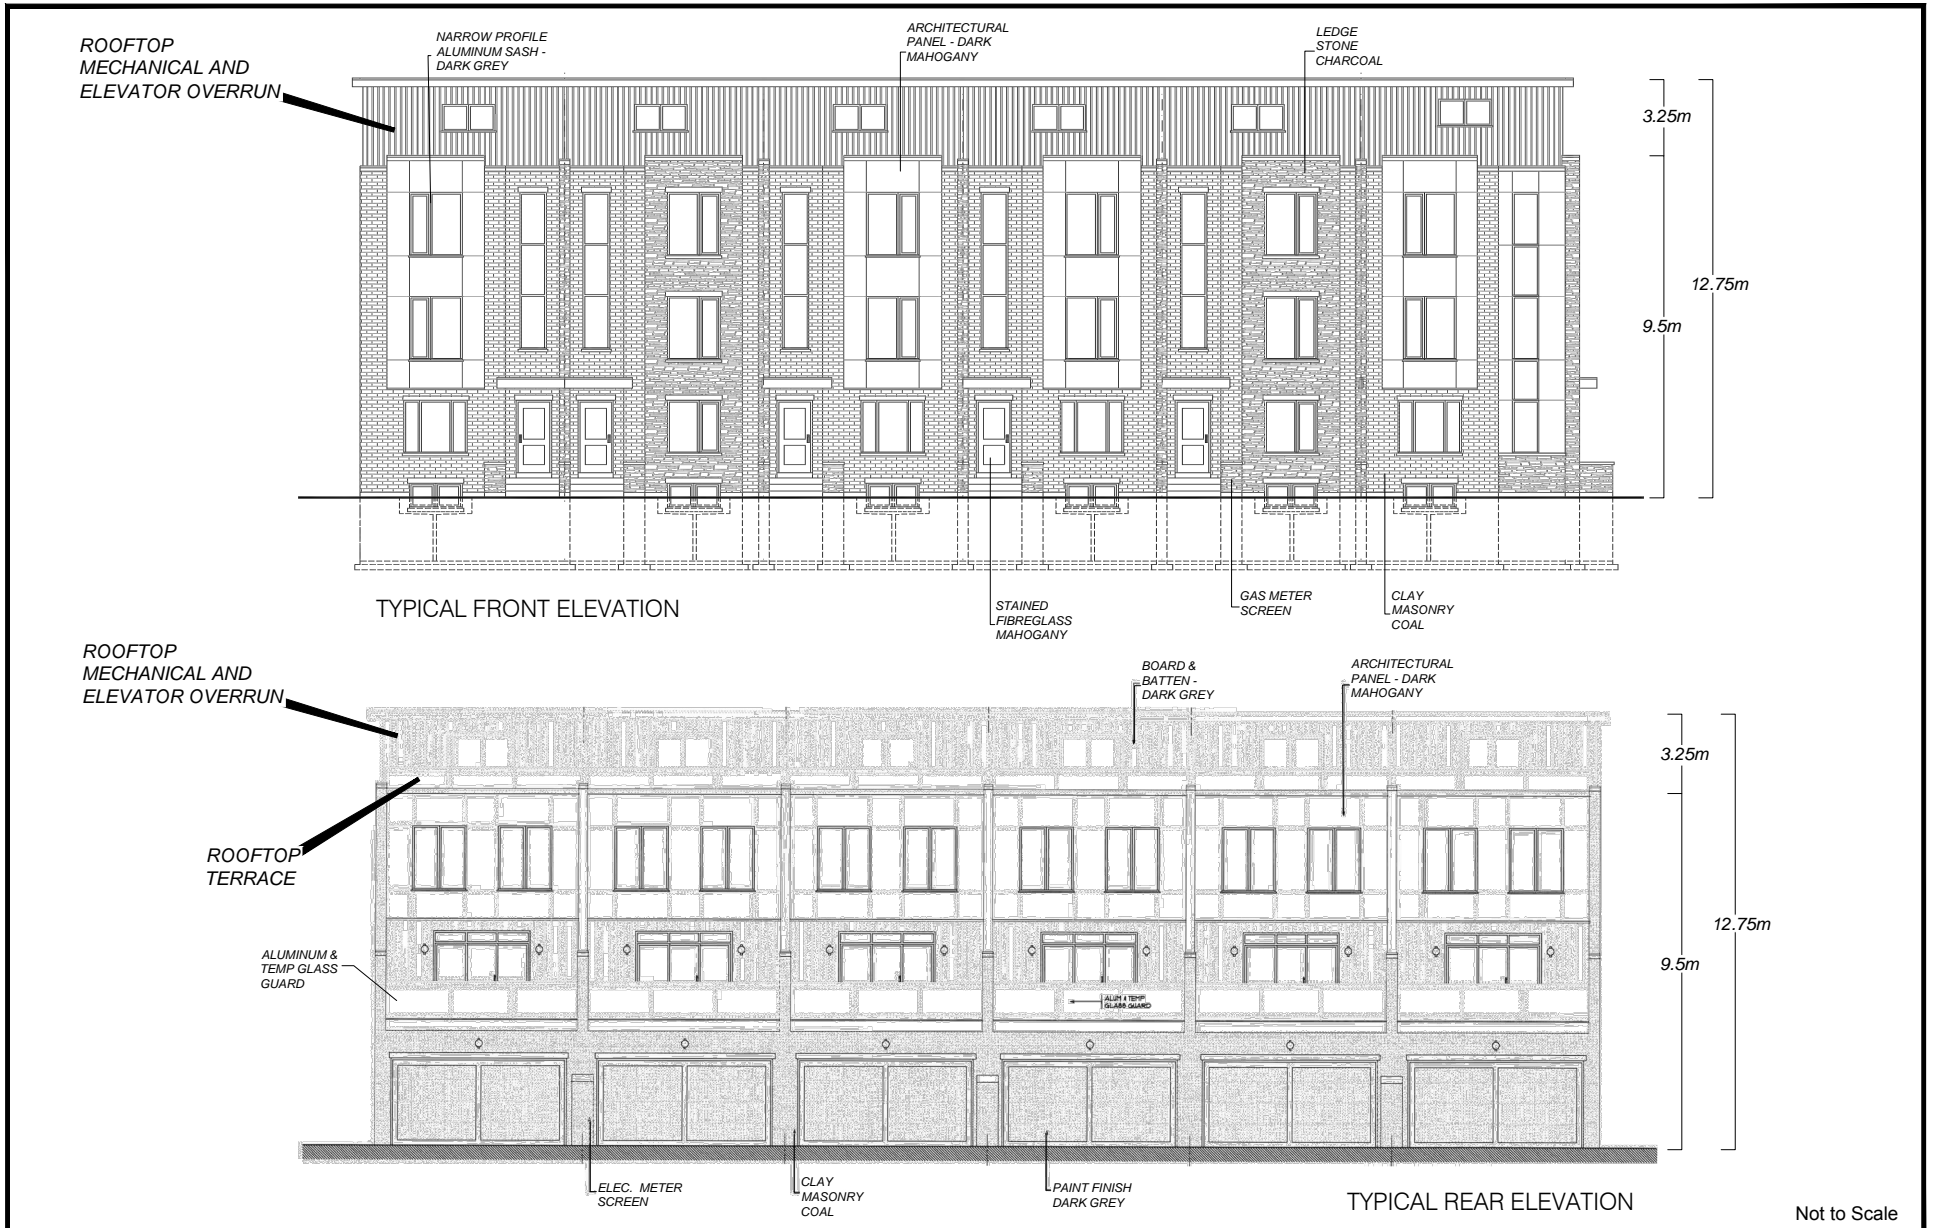 ROOFTOP
MECHANICAL AND
ELEVATOR OVERRUN
NARROW PROFILE
ALUMINUM SASH -
DARK GREY
ARCHITECTURAL
PANEL - DARK
MAHOGANY
LEDGE
STONE
CHARCOAL
3.25m
12.75m
9.5m
TYPICAL FRONT ELEVATION
STAINED
FIBREGLASS
MAHOGANY
GAS METER
SCREEN
CLAY
MASONRY
COAL
ROOFTOP
MECHANICAL AND
ELEVATOR OVERRUN
BOARD &
BATTEN -
DARK GREY
ARCHITECTURAL
PANEL - DARK
MAHOGANY
3.25m
ROOFTOP
TERRACE
12.75m
9.5m
ALUMINUM &
TEMP GLASS
GUARD
ALUM & TEMP
GLASS GUARD
ELEC. METER
SCREEN
CLAY
MASONRY
COAL
PAINT FINISH
DARK GREY
TYPICAL REAR ELEVATION
Not to Scale